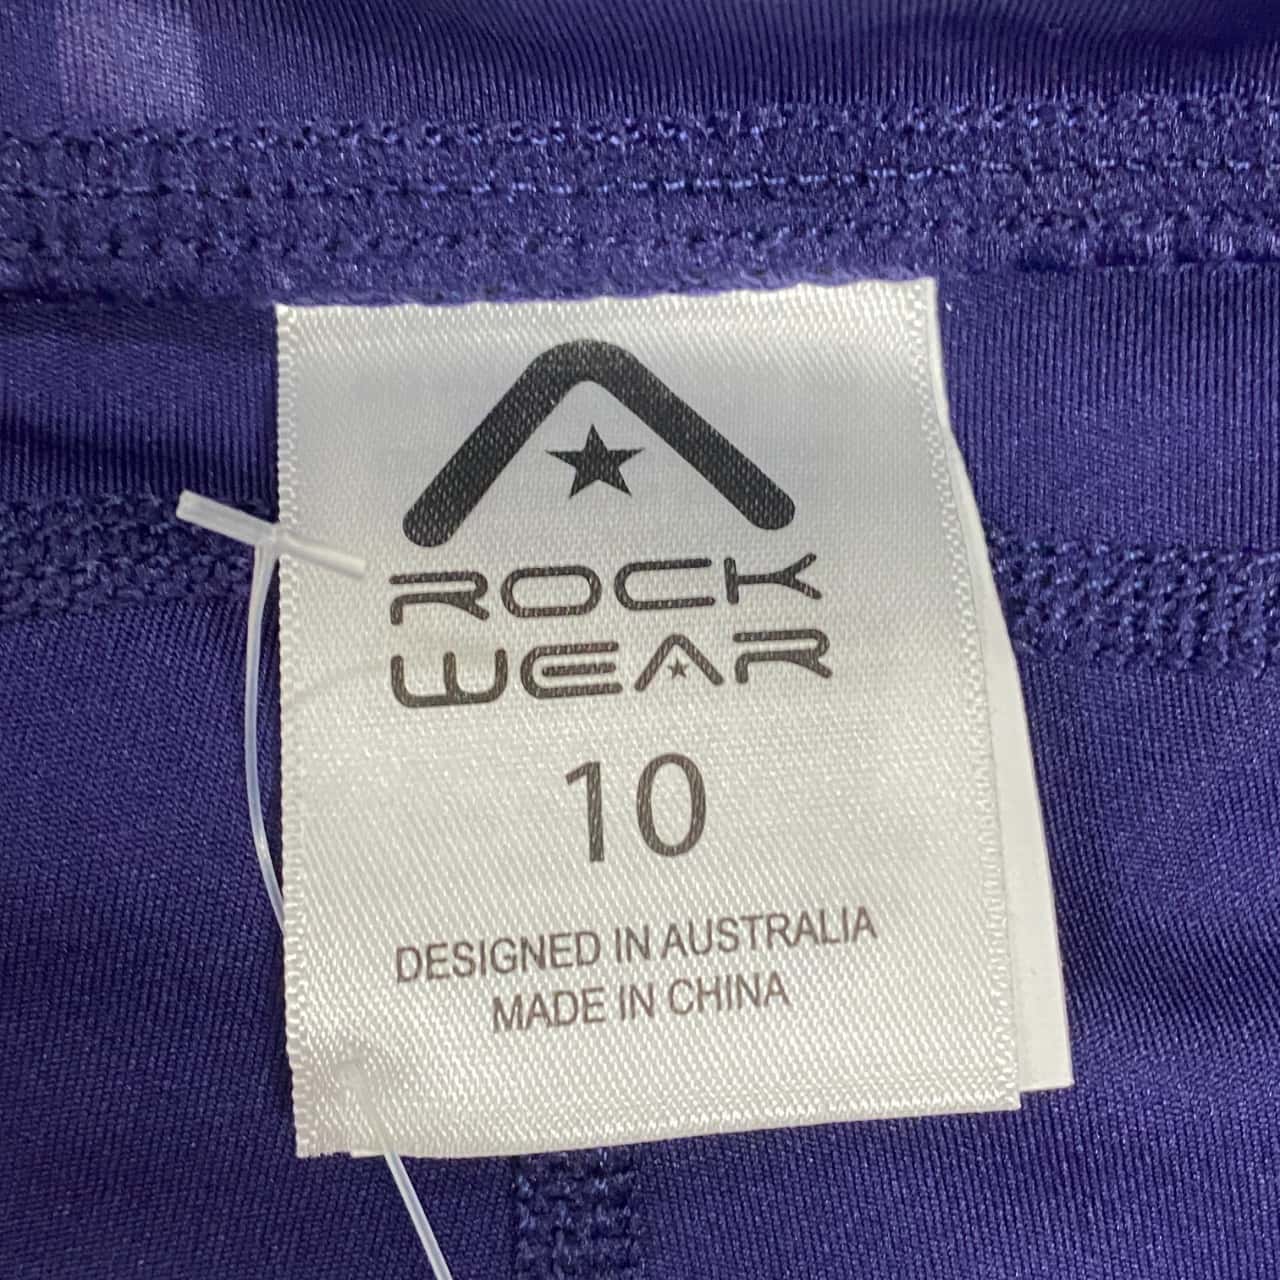 ROCK
WEAR
10
DESIGNED IN AUSTRALIA
MADE IN CHINA